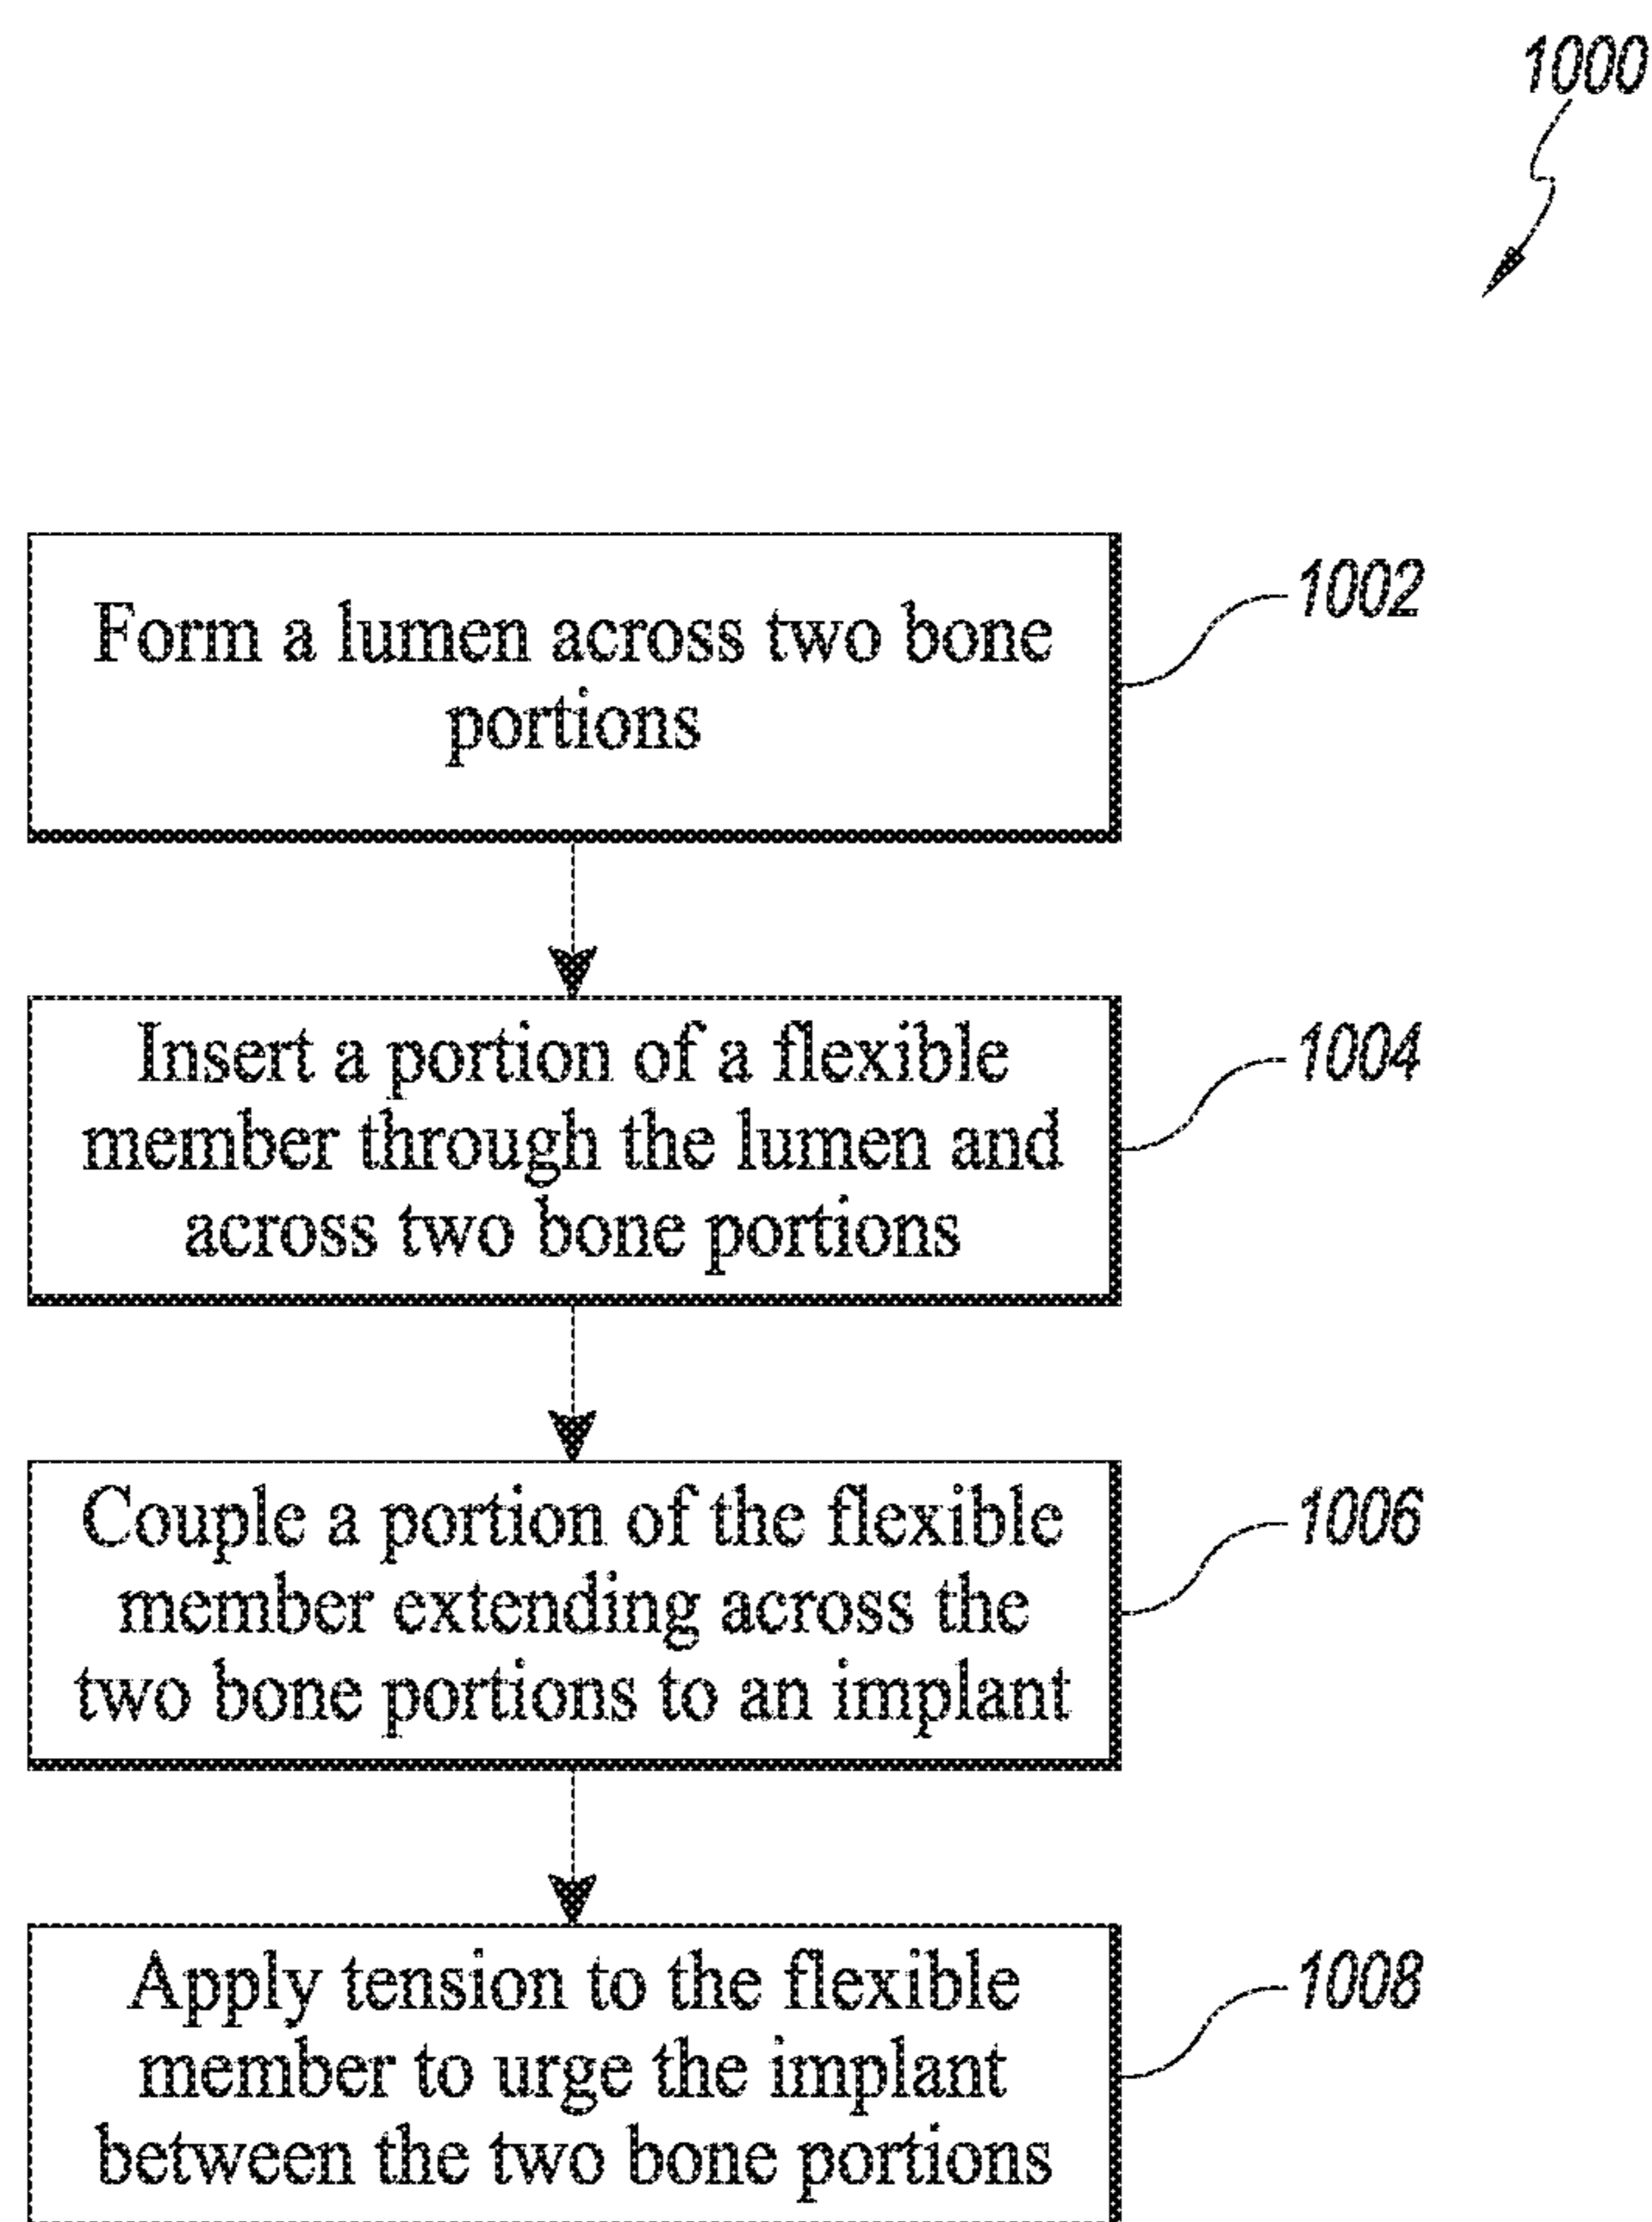 1000
Form a lumen across two bone
portions
1002
Insert a portion of a flexible
member through the lumen and
across two bone portions
1004
Couple a portion of the flexible
member extending across the
two bone portions to an implant
1006
Apply tension to the flexible
member to urge the implant
between the two bone portions
1008